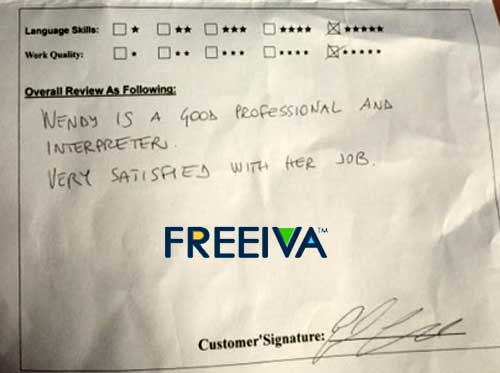 Language Skills: ☐ ★ ☐ ★★ ☐ ★★★ ☐ ★★★★ ☒ ★★★★★
Work Quality: ☐ ★ ☐ ★★ ☐ ★★★ ☐ ★★★★ ☒ ★★★★★
Overall Review As Following:
WENDY IS A GOOD PROFESSIONAL AND
INTERPRETER.
VERY SATISFIED WITH HER JOB.
FREEIVA™
Customer'Signature: